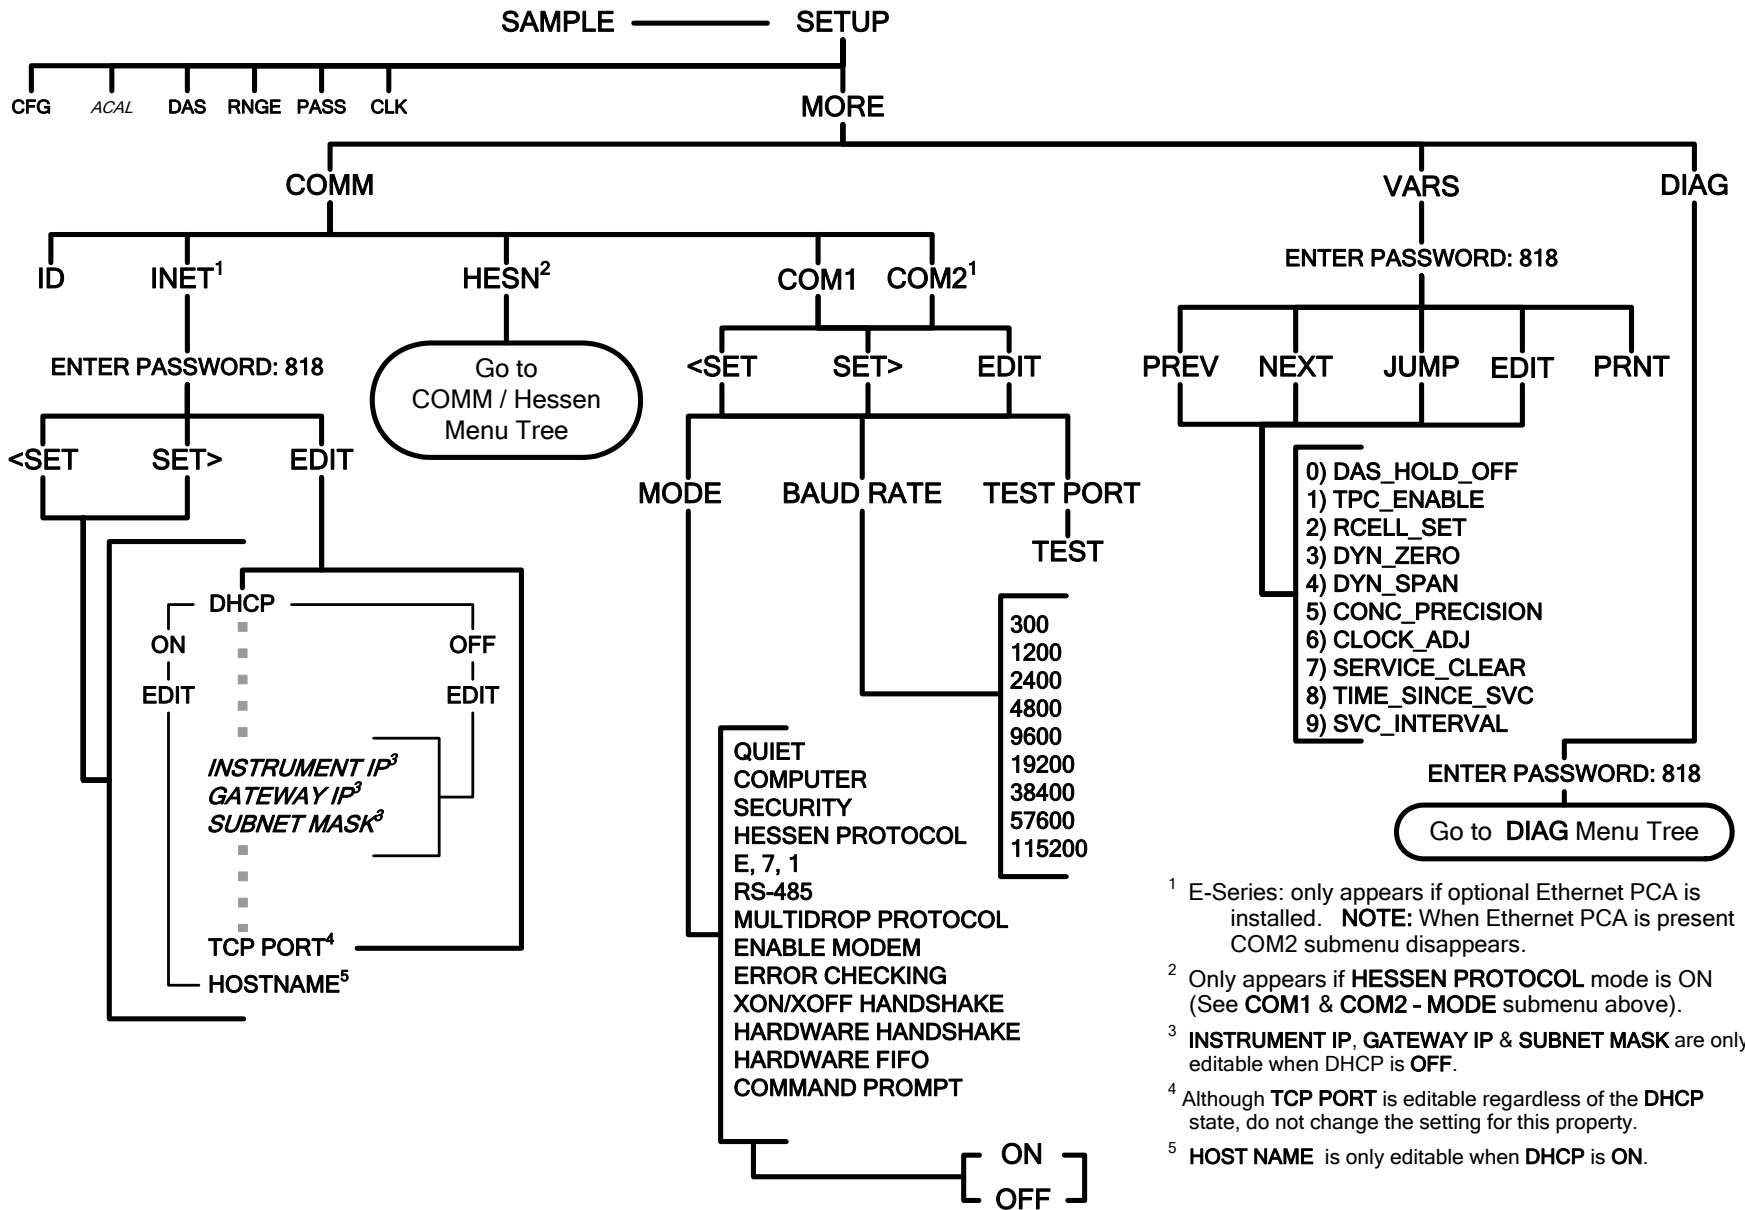 SAMPLE SETUP
CFG ACAL DAS RNGE PASS CLK MORE
COMM VARS DIAG
ID INET1 HESN2 COM1 COM21
ENTER PASSWORD: 818
<SET SET> EDIT
DHCP
ON OFF
EDIT EDIT
INSTRUMENT IP3
GATEWAY IP3
SUBNET MASK3
TCP PORT4
HOSTNAME5
Go to
COMM / Hessen
Menu Tree
<SET SET> EDIT
MODE BAUD RATE TEST PORT
TEST
300
1200
2400
4800
9600
19200
38400
57600
115200
QUIET
COMPUTER
SECURITY
HESSEN PROTOCOL
E, 7, 1
RS-485
MULTIDROP PROTOCOL
ENABLE MODEM
ERROR CHECKING
XON/XOFF HANDSHAKE
HARDWARE HANDSHAKE
HARDWARE FIFO
COMMAND PROMPT
ON
OFF
ENTER PASSWORD: 818
PREV NEXT JUMP EDIT PRNT
0) DAS_HOLD_OFF
1) TPC_ENABLE
2) RCELL_SET
3) DYN_ZERO
4) DYN_SPAN
5) CONC_PRECISION
6) CLOCK_ADJ
7) SERVICE_CLEAR
8) TIME_SINCE_SVC
9) SVC_INTERVAL
ENTER PASSWORD: 818
Go to DIAG Menu Tree
1 E-Series: only appears if optional Ethernet PCA is
installed. NOTE: When Ethernet PCA is present
COM2 submenu disappears.
2 Only appears if HESSEN PROTOCOL mode is ON
(See COM1 & COM2 - MODE submenu above).
3 INSTRUMENT IP, GATEWAY IP & SUBNET MASK are only
editable when DHCP is OFF.
4 Although TCP PORT is editable regardless of the DHCP
state, do not change the setting for this property.
5 HOST NAME is only editable when DHCP is ON.